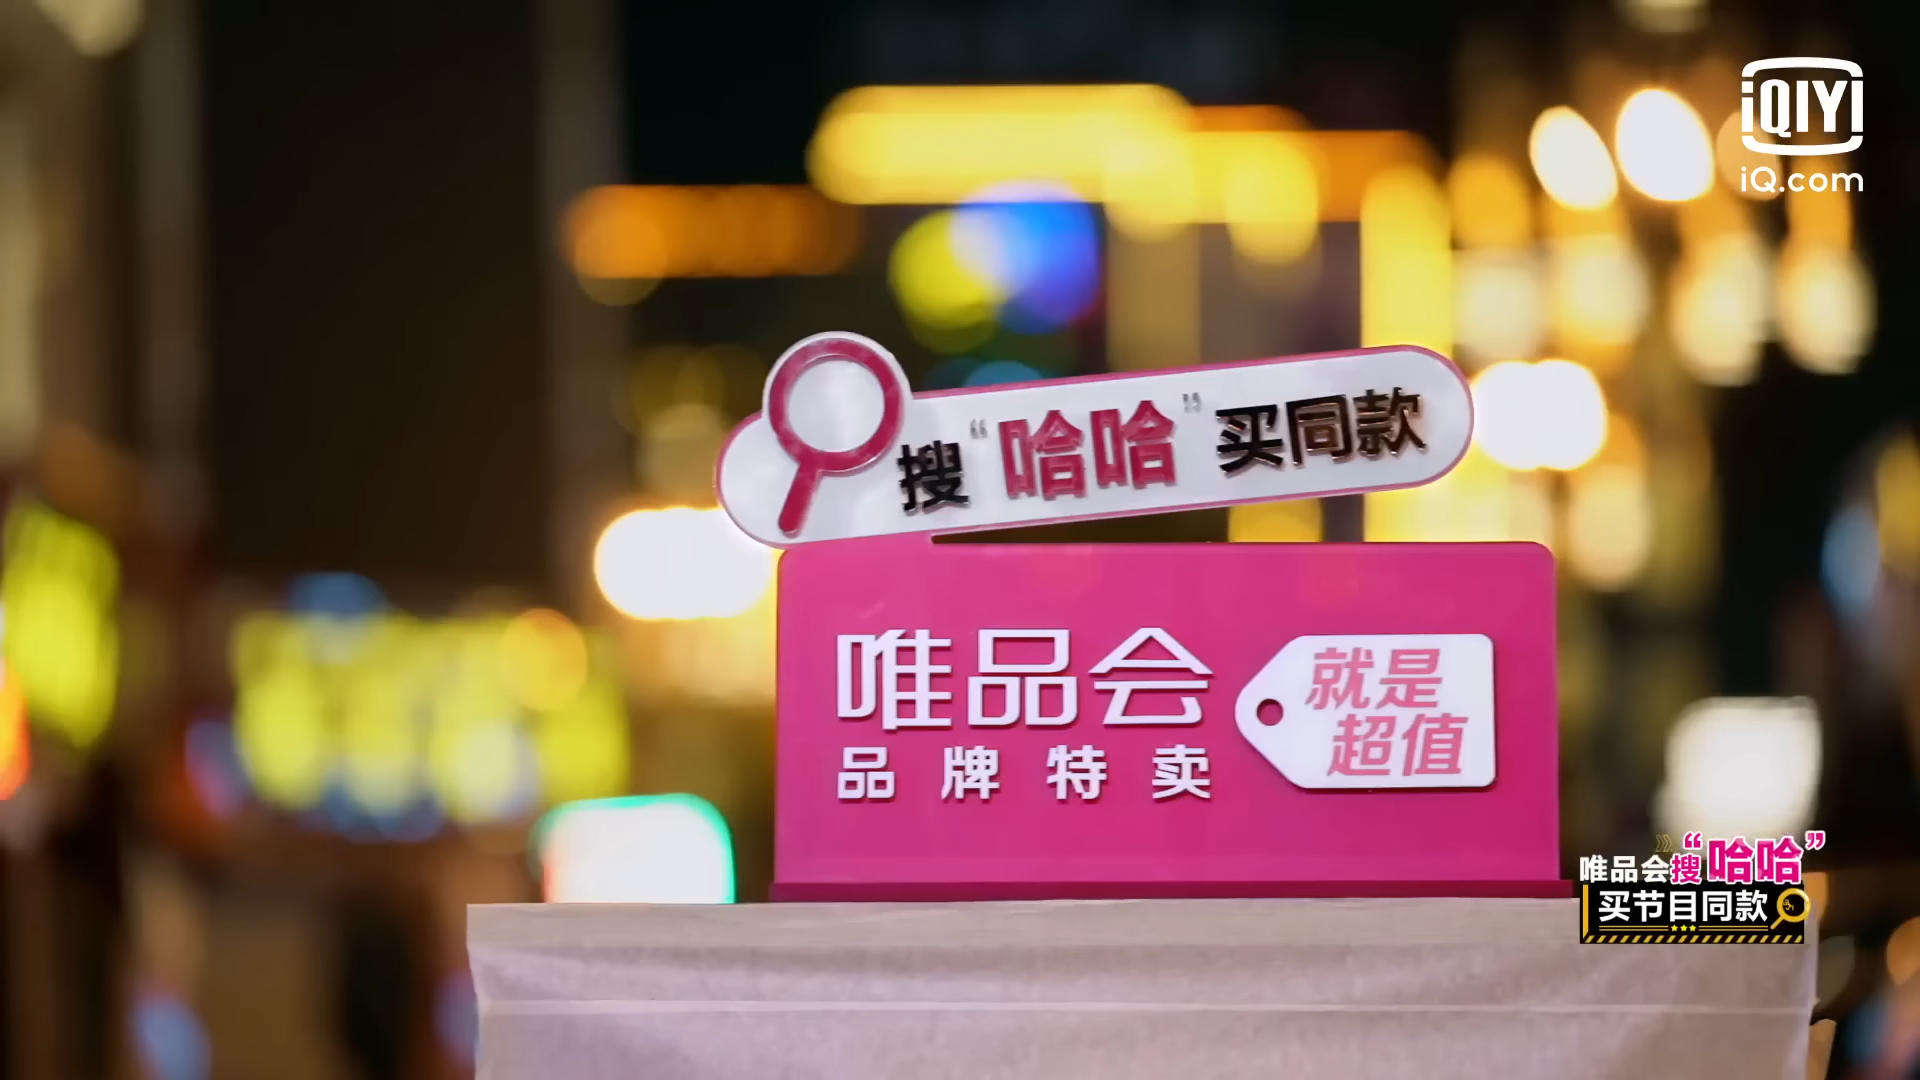 iQIYI
iQ.com
搜“哈哈”买同款
唯品会
品牌特卖
就是
超值
唯品会搜“哈哈”
买节目同款